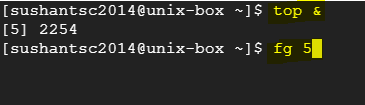 [sushantsc2014@unix-box ~]$ top &
[5] 2254
[sushantsc2014@unix-box ~]$ fg 5